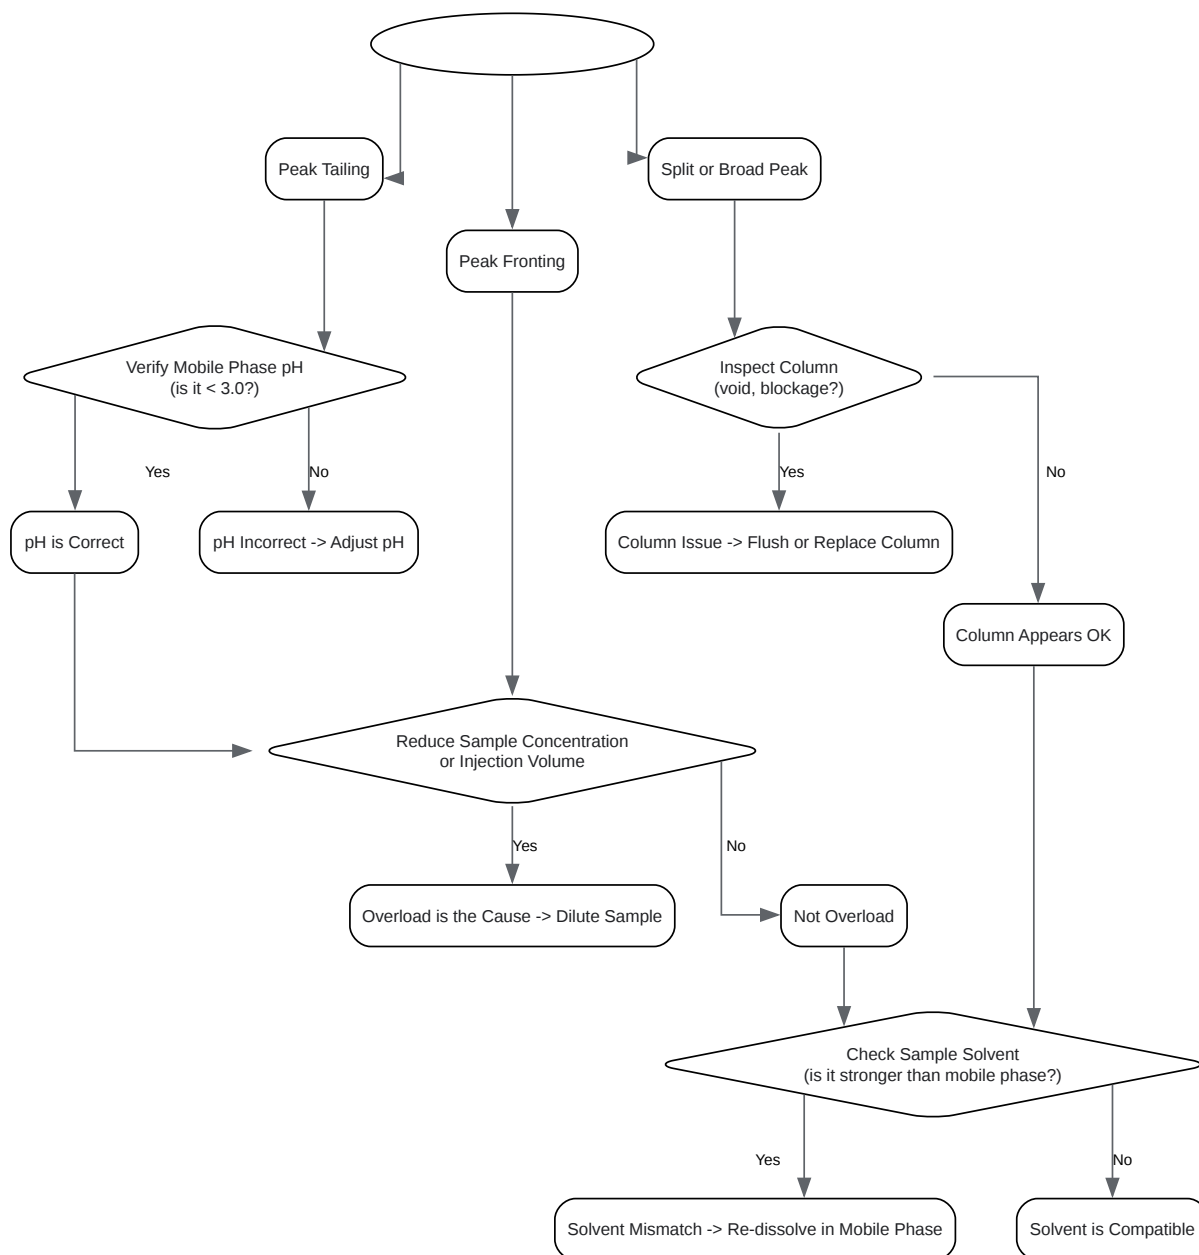 Peak Tailing
Split or Broad Peak
Peak Fronting
Verify Mobile Phase pH
(is it < 3.0?)
Inspect Column
(void, blockage?)
Yes
No
Yes
No
pH is Correct
pH Incorrect -> Adjust pH
Column Issue -> Flush or Replace Column
Column Appears OK
Reduce Sample Concentration
or Injection Volume
Yes
No
Overload is the Cause -> Dilute Sample
Not Overload
Check Sample Solvent
(is it stronger than mobile phase?)
Yes
No
Solvent Mismatch -> Re-dissolve in Mobile Phase
Solvent is Compatible